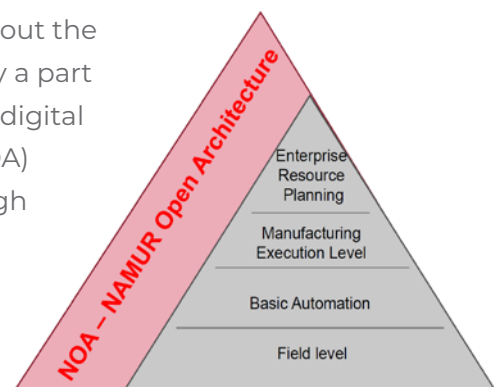 out the
y a part
digital
OA)
gh
NOA – NAMUR Open Architecture
Enterprise
Resource
Planning
Manufacturing
Execution Level
Basic Automation
Field level